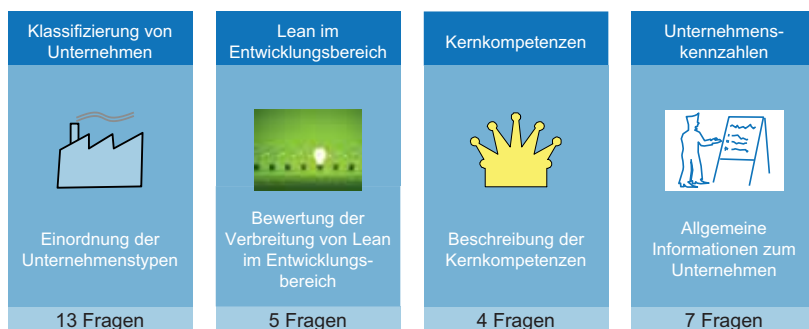 Klassifizierung von
Unternehmen
Einordnung der
Unternehmenstypen
13 Fragen
Lean im
Entwicklungsbereich
Bewertung der
Verbreitung von Lean
im Entwicklungs-
bereich
5 Fragen
Kernkompetenzen
Beschreibung der
Kernkompetenzen
4 Fragen
Unternehmens-
kennzahlen
Allgemeine
Informationen zum
Unternehmen
7 Fragen